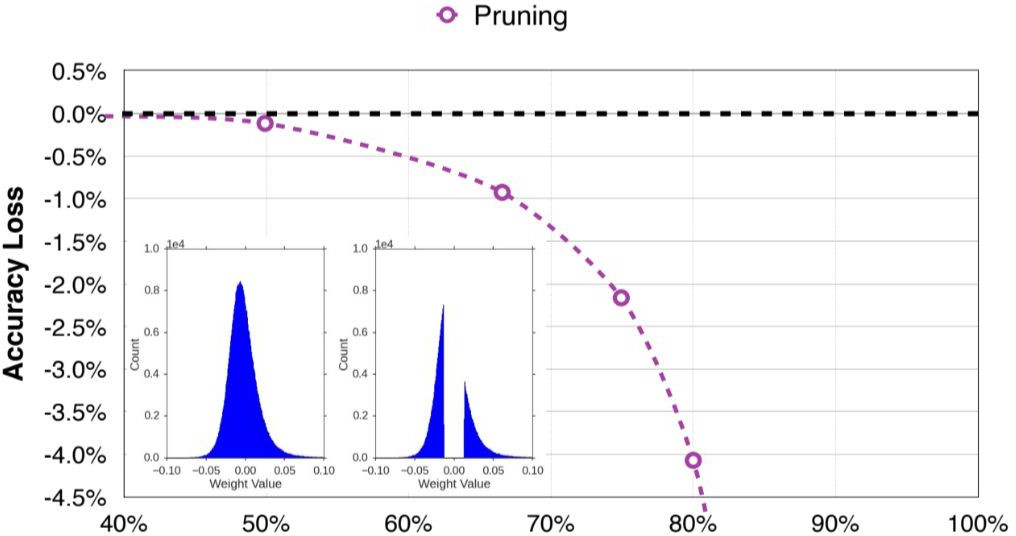 Pruning
0.5%
0.0%
-0.5%
-1.0%
-1.5%
-2.0%
-2.5%
-3.0%
-3.5%
-4.0%
-4.5%
Accuracy Loss
40% 50% 60% 70% 80% 90% 100%
1e4
1.0
0.8
0.6
0.4
0.2
0.0
Count
−0.10 −0.05 0.00 0.05 0.10
Weight Value
1e4
1.0
0.8
0.6
0.4
0.2
0.0
Count
−0.10 −0.05 0.00 0.05 0.10
Weight Value